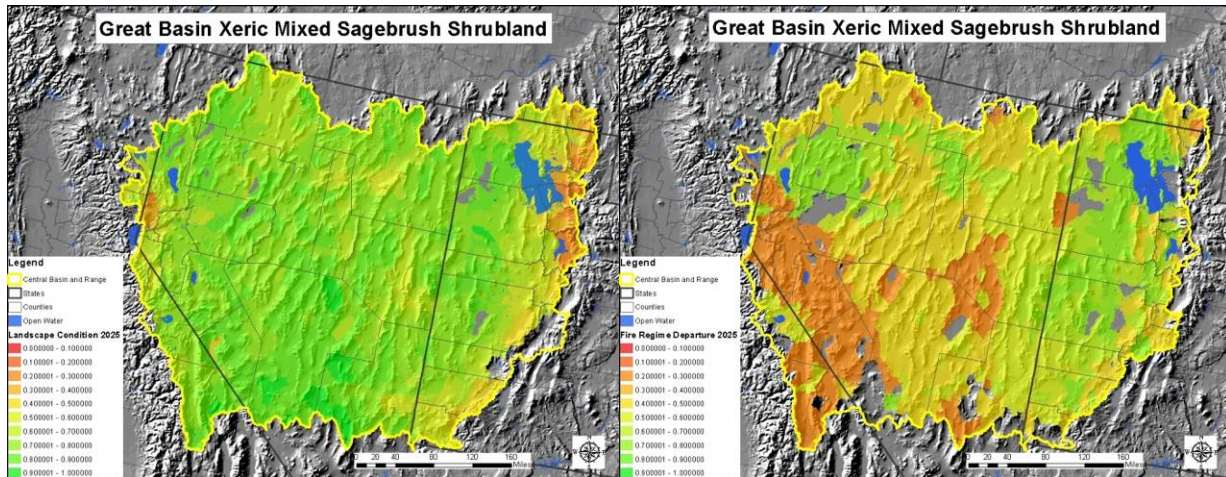 Great Basin Xeric Mixed Sagebrush Shrubland
Legend
Central Basin and Range
States
Counties
Open Water
Landscape Condition 2025
0.000000 - 0.100000
0.100001 - 0.200000
0.200001 - 0.300000
0.300001 - 0.400000
0.400001 - 0.500000
0.500001 - 0.600000
0.600001 - 0.700000
0.700001 - 0.800000
0.800001 - 0.900000
0.900001 - 1.000000
0 20 40 80 120 160
Miles
Great Basin Xeric Mixed Sagebrush Shrubland
Legend
Central Basin and Range
States
Counties
Open Water
Fire Regime Departure 2025
0.000000 - 0.100000
0.100001 - 0.200000
0.200001 - 0.300000
0.300001 - 0.400000
0.400001 - 0.500000
0.500001 - 0.600000
0.600001 - 0.700000
0.700001 - 0.800000
0.800001 - 0.900000
0.900001 - 1.000000
0 20 40 80 120 160
Miles